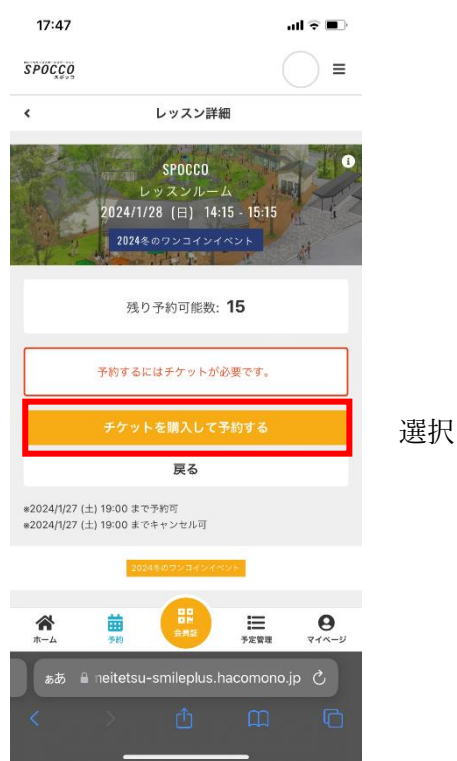 17:47
SPOCCO
スポッコ
レッスン詳細
SPOCCO
レッスンルーム
2024/1/28 (日) 14:15 - 15:15
2024冬のワンコインイベント
残り予約可能数: 15
予約するにはチケットが必要です。
チケットを購入して予約する
選択
戻る
※2024/1/27 (土) 19:00 まで予約可
※2024/1/27 (土) 19:00 までキャンセル可
2024冬のワンコインイベント
ホーム
予約
会員証
予定管理
マイページ
ああ
neitetsu-smileplus.hacomono.jp